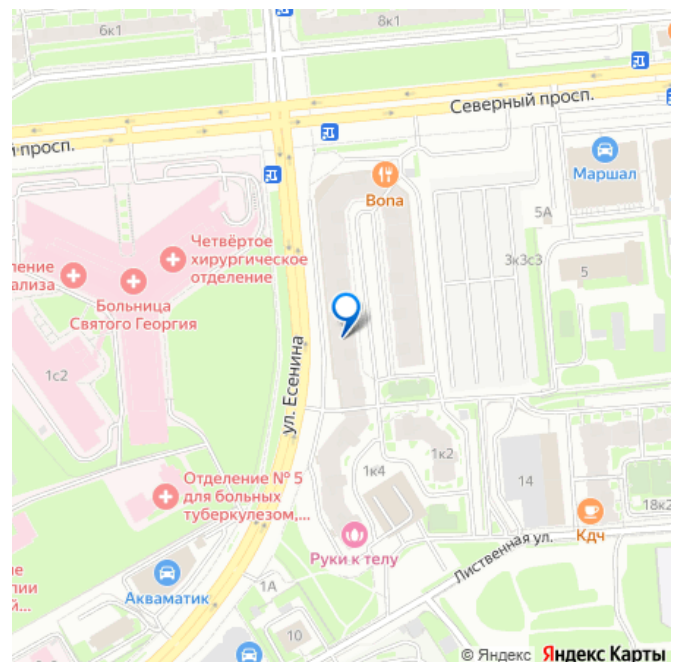 6к1
8к1
Северный просп.
й просп.
Вопа
Маршал
5А
3к3с3
5
Четвёртое
хирургическое
отделение
ление
ализа
Больница
Святого Георгия
1с2
ул. Есенина
1к4
1к2
14
18к2
Отделение № 5
для больных
туберкулезом,...
Руки к телу
Кдч
Лиственная ул.
е
лии
й...
Акваматик
1А
10
© Яндекс Яндекс Карты